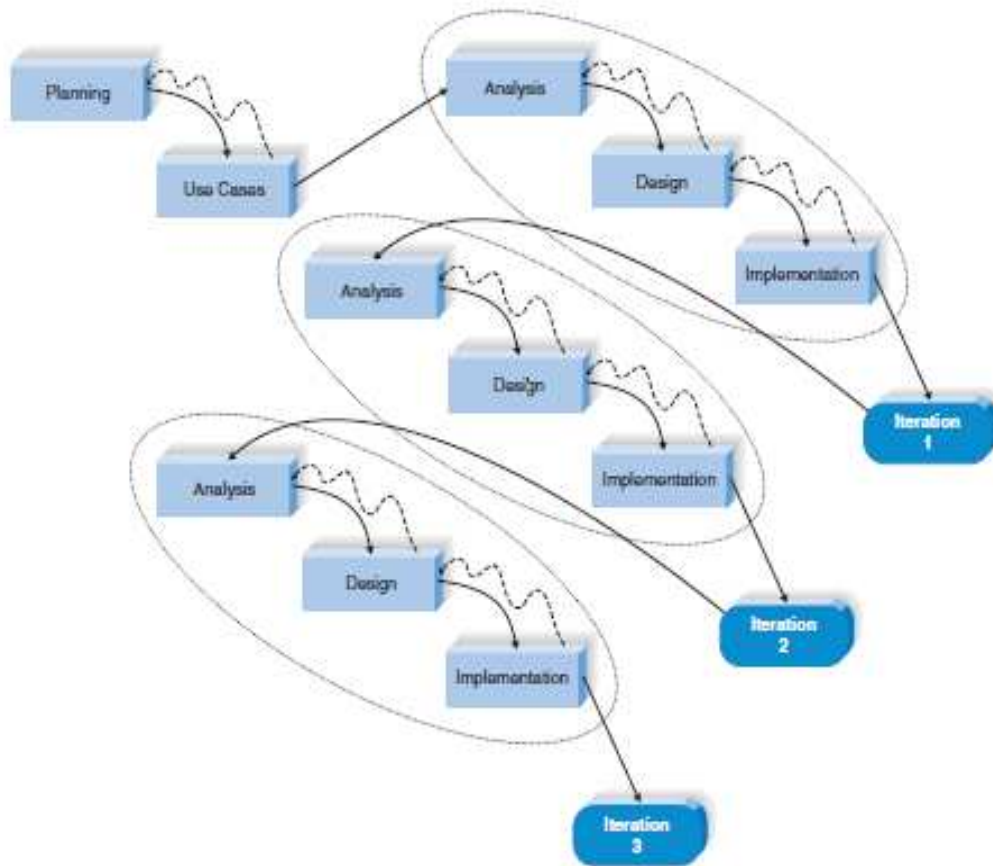 Planning
Use Cases
Analysis
Design
Implementation
Iteration
1
Analysis
Design
Implementation
Iteration
2
Analysis
Design
Implementation
Iteration
3